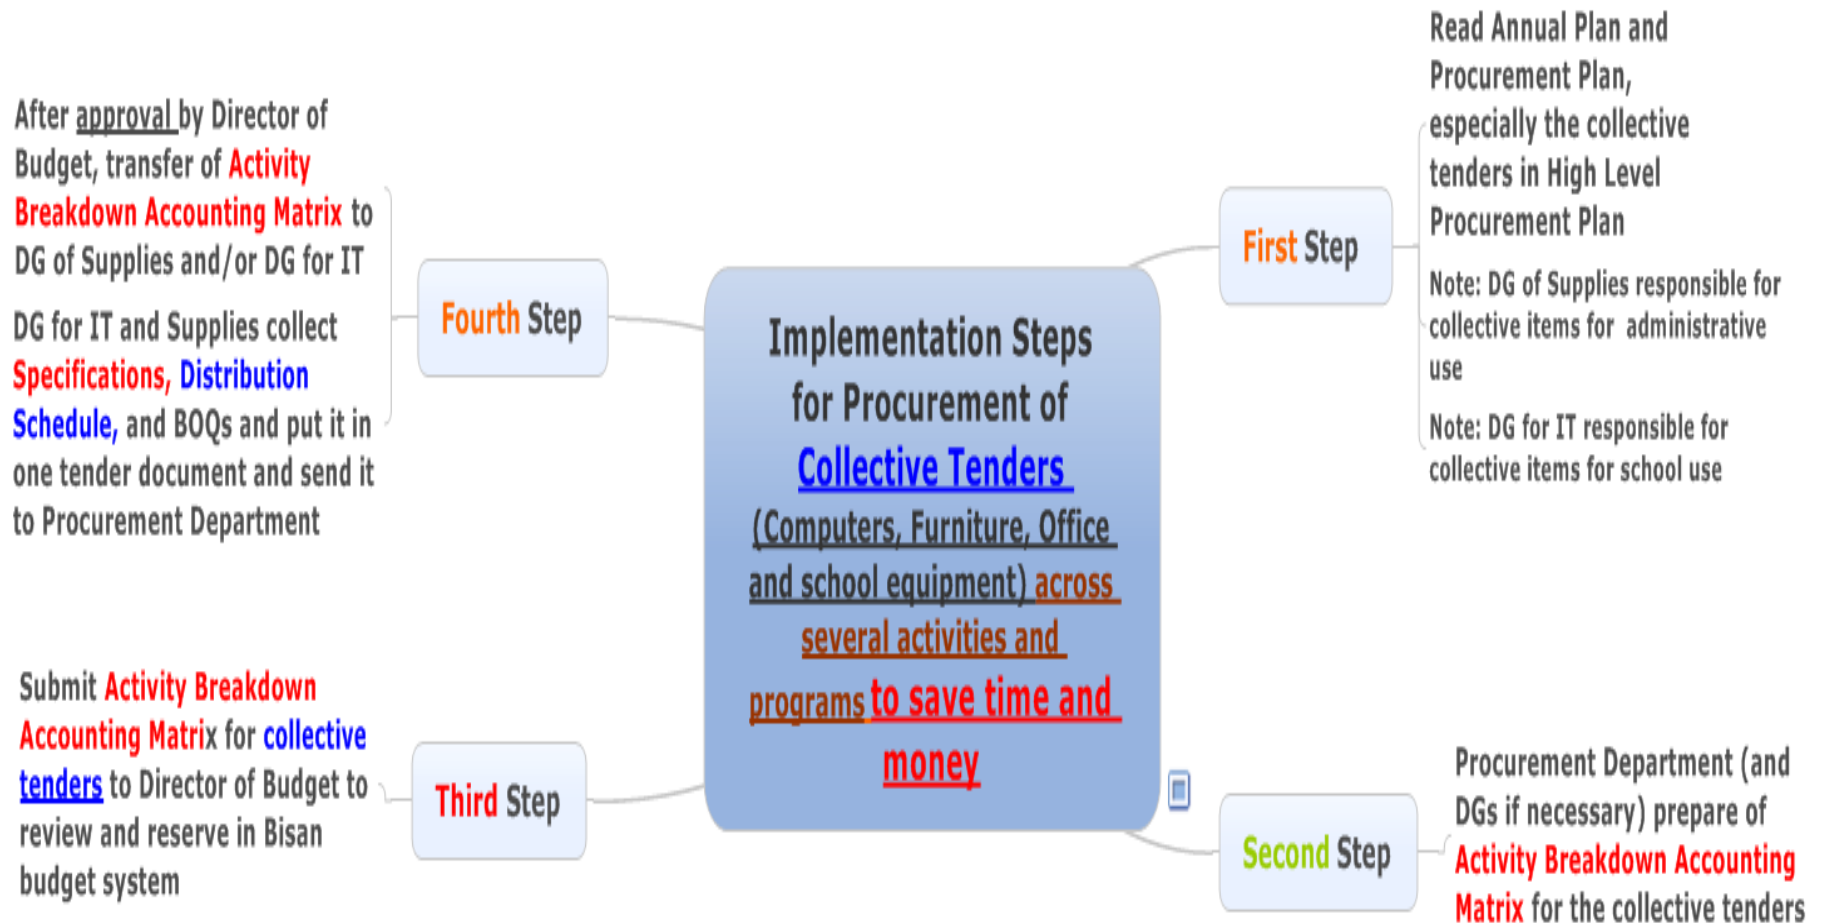 Implementation Steps
for Procurement of
Collective Tenders
(Computers, Furniture, Office
and school equipment) across
several activities and
programs to save time and
money
First Step
Read Annual Plan and
Procurement Plan,
especially the collective
tenders in High Level
Procurement Plan
Note: DG of Supplies responsible for
collective items for administrative
use
Note: DG for IT responsible for
collective items for school use
Second Step
Procurement Department (and
DGs if necessary) prepare of
Activity Breakdown Accounting
Matrix for the collective tenders
Third Step
Submit Activity Breakdown
Accounting Matrix for collective
tenders to Director of Budget to
review and reserve in Bisan
budget system
Fourth Step
After approval by Director of
Budget, transfer of Activity
Breakdown Accounting Matrix to
DG of Supplies and/or DG for IT
DG for IT and Supplies collect
Specifications, Distribution
Schedule, and BOQs and put it in
one tender document and send it
to Procurement Department